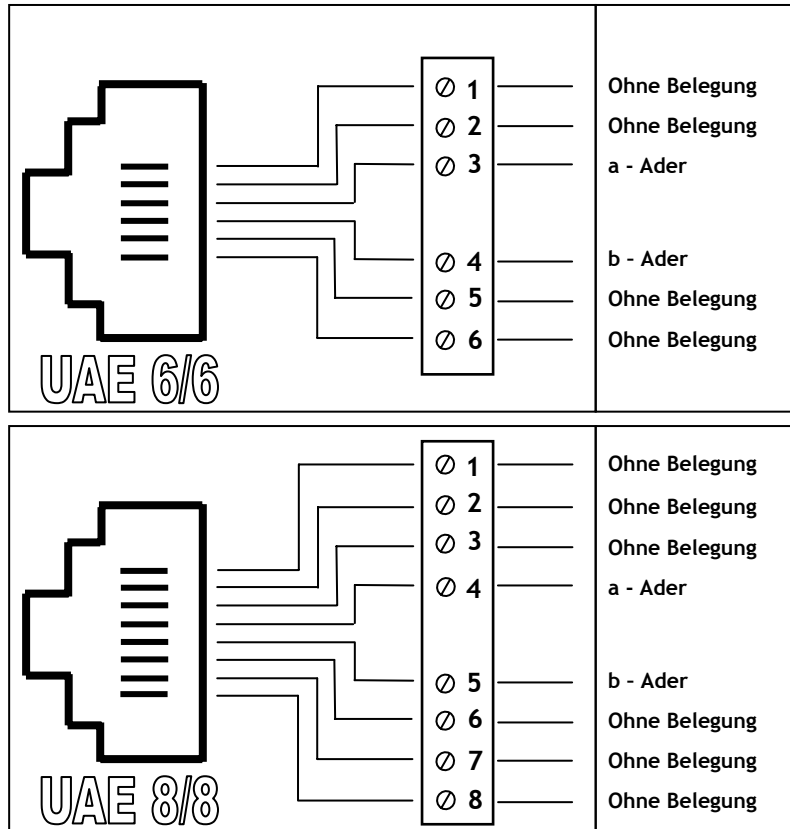 1 Ohne Belegung
2 Ohne Belegung
3 a - Ader
4 b - Ader
5 Ohne Belegung
6 Ohne Belegung
UAE 6/6
1 Ohne Belegung
2 Ohne Belegung
3 Ohne Belegung
4 a - Ader
5 b - Ader
6 Ohne Belegung
7 Ohne Belegung
8 Ohne Belegung
UAE 8/8